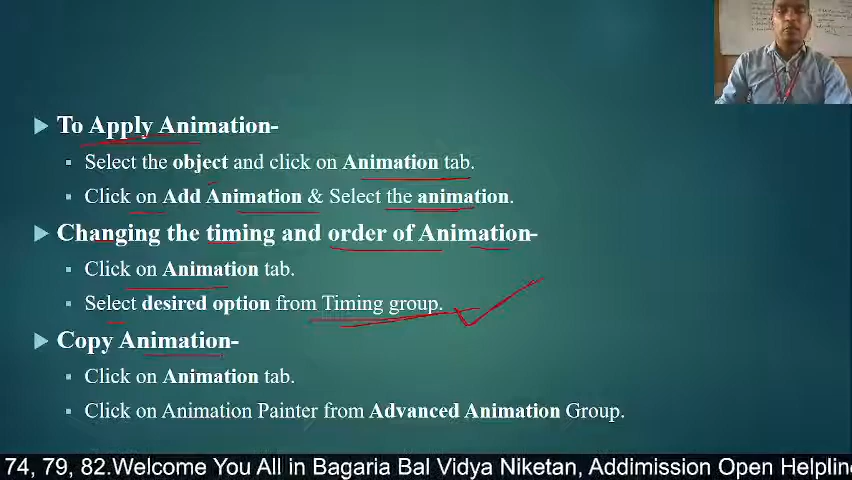 To Apply Animation-
Select the object and click on Animation tab.
Click on Add Animation & Select the animation.
Changing the timing and order of Animation-
Click on Animation tab.
Select desired option from Timing group.
Copy Animation-
Click on Animation tab.
Click on Animation Painter from Advanced Animation Group.
74, 79, 82.Welcome You All in Bagaria Bal Vidya Niketan, Addimission Open Helpline